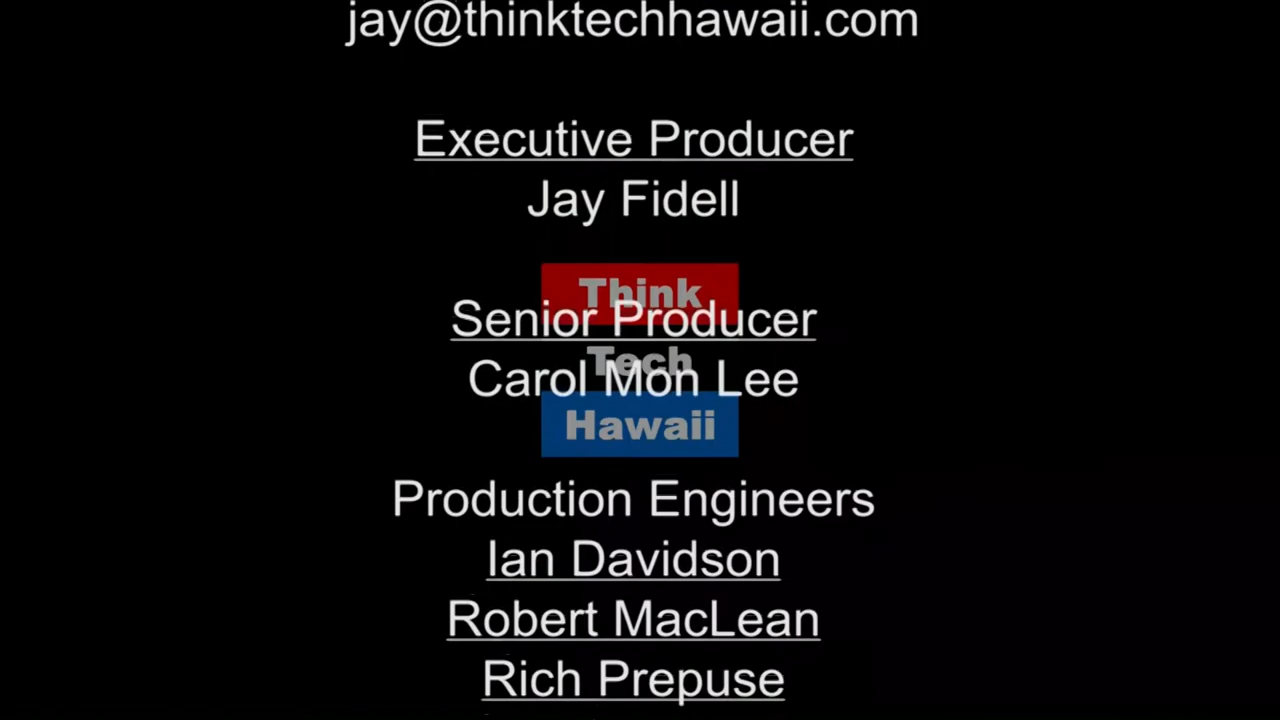 jay@thinktechhawaii.com
Executive Producer
Jay Fidell
Think
Senior Producer
Tech
Carol Mon Lee
Hawaii
Production Engineers
Ian Davidson
Robert MacLean
Rich Prepuse